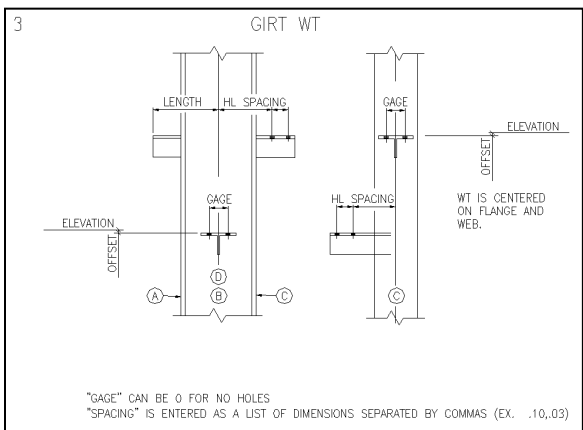 3
GIRT WT
LENGTH
HL SPACING
GAGE
ELEVATION
OFFSET
GAGE
HL SPACING
WT IS CENTERED
ON FLANGE AND
WEB.
ELEVATION
OFFSET
D
A
B
C
C
"GAGE" CAN BE 0 FOR NO HOLES
"SPACING" IS ENTERED AS A LIST OF DIMENSIONS SEPARATED BY COMMAS (EX. .10,.03)